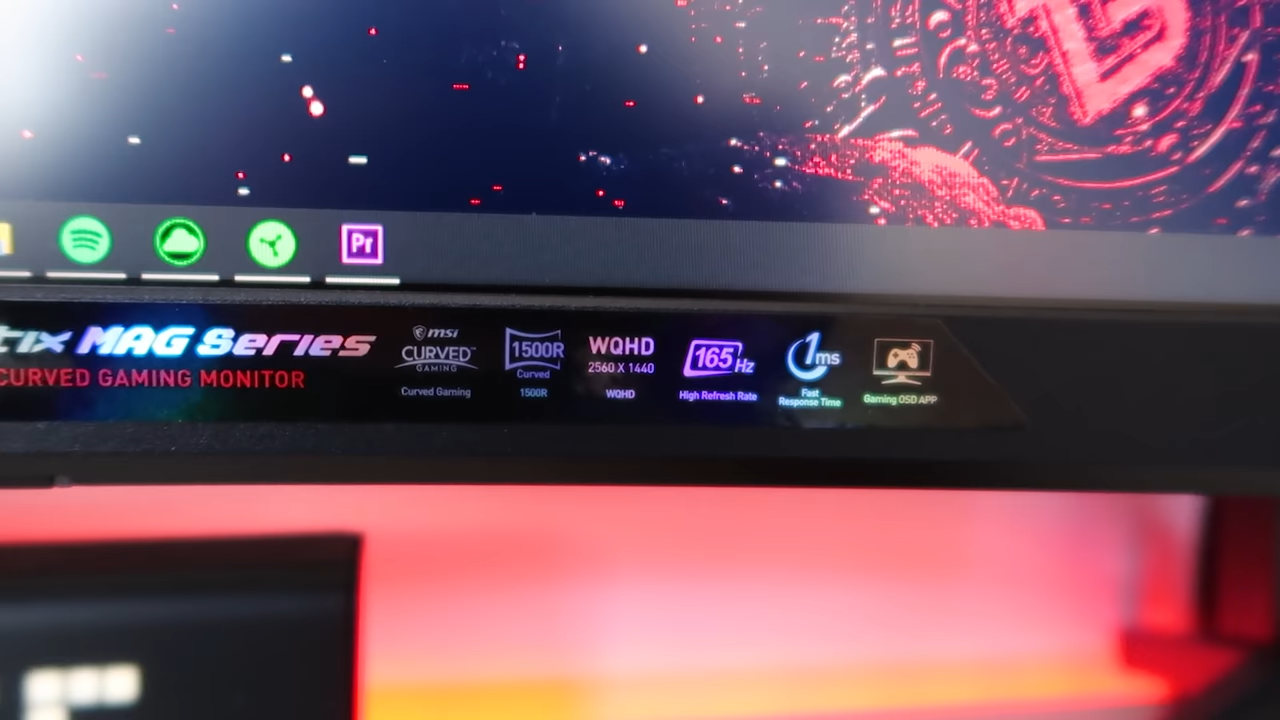 Pr
tix MAG Series
CURVED GAMING MONITOR
msi
CURVED™
GAMING
Curved Gaming
1500R
Curved
1500R
WQHD
2560 X 1440
WQHD
165Hz
High Refresh Rate
1ms
Fast
Response Time
Gaming OSD APP